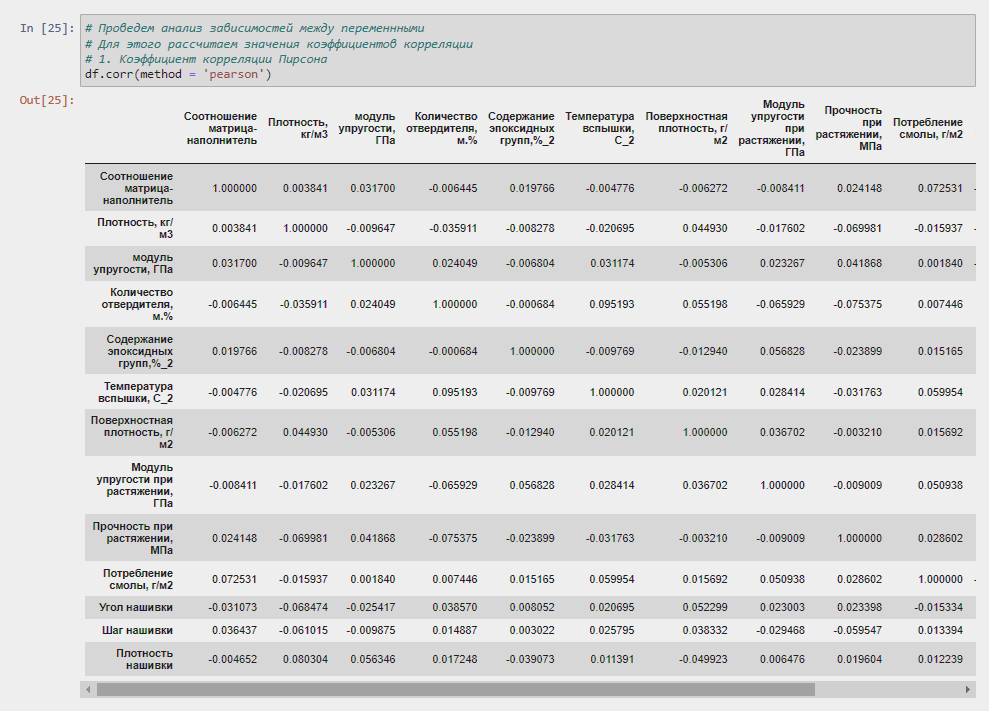 In [25]: # Проведем анализ зависимостей между переменнными
# Для этого рассчитаем значения коэффициентов корреляции
# 1. Коэффициент корреляции Пирсона
df.corr(method = 'pearson')
Out[25]:
Соотношение матрица-наполнитель Плотность, кг/м3 модуль упругости, ГПа Количество отвердителя, м.% Содержание эпоксидных групп,%_2 Температура вспышки, С_2 Поверхностная плотность, г/м2 Модуль упругости при растяжении, ГПа Прочность при растяжении, МПа Потребление смолы, г/м2
Соотношение матрица-наполнитель 1.000000 0.003841 0.031700 -0.006445 0.019766 -0.004776 -0.006272 -0.008411 0.024148 0.072531 -
Плотность, кг/м3 0.003841 1.000000 -0.009647 -0.035911 -0.008278 -0.020695 0.044930 -0.017602 -0.069981 -0.015937 -
модуль упругости, ГПа 0.031700 -0.009647 1.000000 0.024049 -0.006804 0.031174 -0.005306 0.023267 0.041868 0.001840 -
Количество отвердителя, м.% -0.006445 -0.035911 0.024049 1.000000 -0.000684 0.095193 0.055198 -0.065929 -0.075375 0.007446
Содержание эпоксидных групп,%_2 0.019766 -0.008278 -0.006804 -0.000684 1.000000 -0.009769 -0.012940 0.056828 -0.023899 0.015165
Температура вспышки, С_2 -0.004776 -0.020695 0.031174 0.095193 -0.009769 1.000000 0.020121 0.028414 -0.031763 0.059954
Поверхностная плотность, г/м2 -0.006272 0.044930 -0.005306 0.055198 -0.012940 0.020121 1.000000 0.036702 -0.003210 0.015692
Модуль упругости при растяжении, ГПа -0.008411 -0.017602 0.023267 -0.065929 0.056828 0.028414 0.036702 1.000000 -0.009009 0.050938
Прочность при растяжении, МПа 0.024148 -0.069981 0.041868 -0.075375 -0.023899 -0.031763 -0.003210 -0.009009 1.000000 0.028602
Потребление смолы, г/м2 0.072531 -0.015937 0.001840 0.007446 0.015165 0.059954 0.015692 0.050938 0.028602 1.000000 -
Угол нашивки -0.031073 -0.068474 -0.025417 0.038570 0.008052 0.020695 0.052299 0.023003 0.023398 -0.015334
Шаг нашивки 0.036437 -0.061015 -0.009875 0.014887 0.003022 0.025795 0.038332 -0.029468 -0.059547 0.013394
Плотность нашивки -0.004652 0.080304 0.056346 0.017248 -0.039073 0.011391 -0.049923 0.006476 0.019604 0.012239